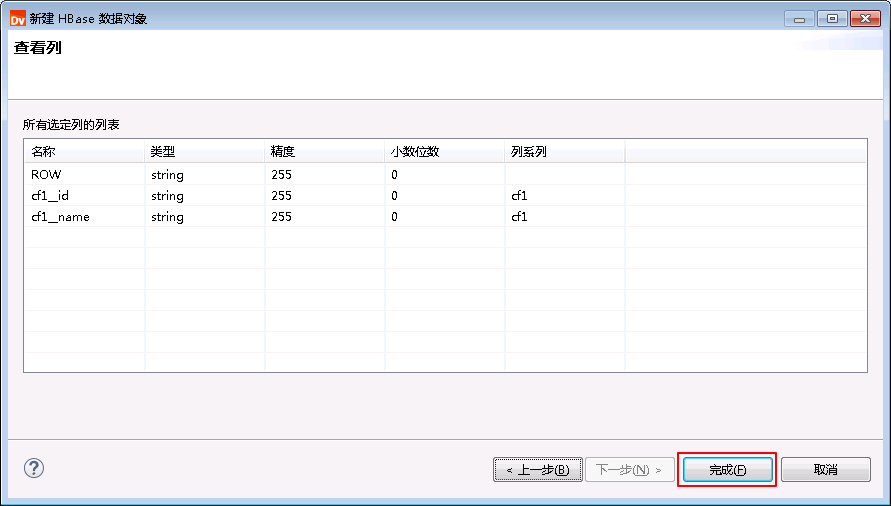 Dv 新建 HBase 数据对象
查看列
所有选定列的列表
名称 类型 精度 小数位数 列系列
ROW string 255 0
cf1__id string 255 0 cf1
cf1__name string 255 0 cf1
? < 上一步(B) 下一步(N) > 完成(F) 取消